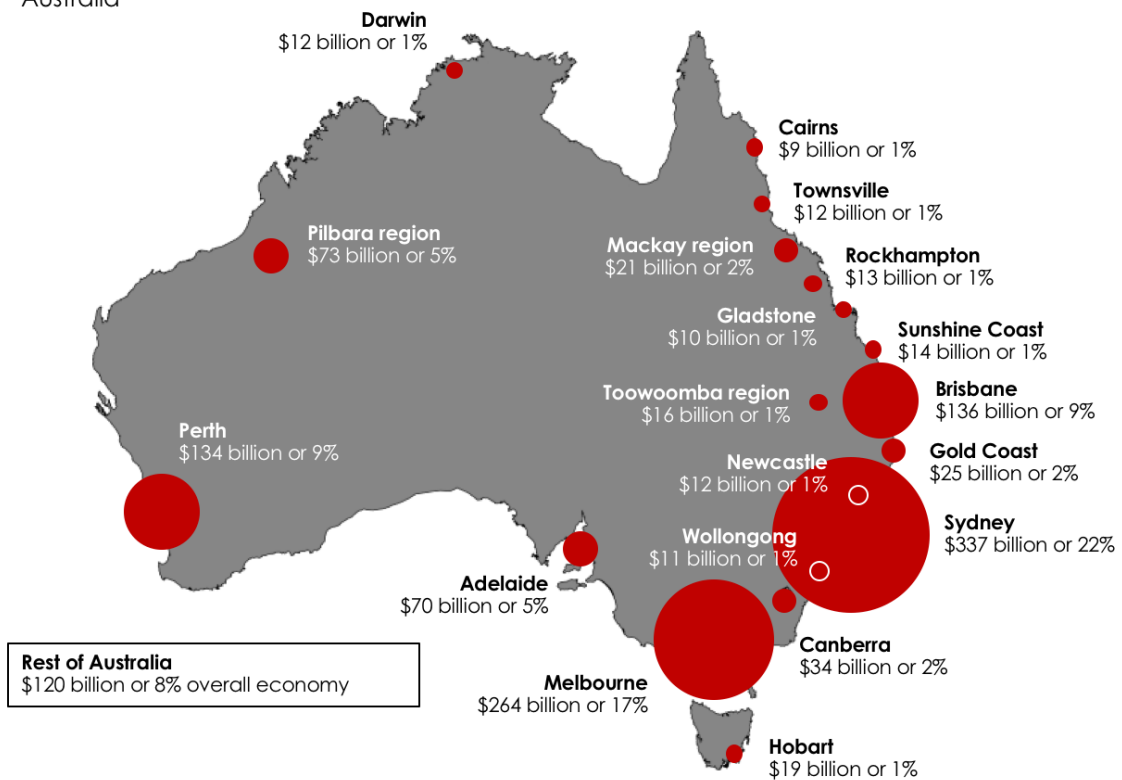 Australia
Darwin
$12 billion or 1%
Cairns
$9 billion or 1%
Townsville
$12 billion or 1%
Pilbara region
$73 billion or 5%
Mackay region
$21 billion or 2%
Rockhampton
$13 billion or 1%
Gladstone
$10 billion or 1%
Sunshine Coast
$14 billion or 1%
Toowoomba region
$16 billion or 1%
Brisbane
$136 billion or 9%
Perth
$134 billion or 9%
Gold Coast
$25 billion or 2%
Newcastle
$12 billion or 1%
Sydney
$337 billion or 22%
Wollongong
$11 billion or 1%
Adelaide
$70 billion or 5%
Canberra
$34 billion or 2%
Rest of Australia
$120 billion or 8% overall economy
Melbourne
$264 billion or 17%
Hobart
$19 billion or 1%